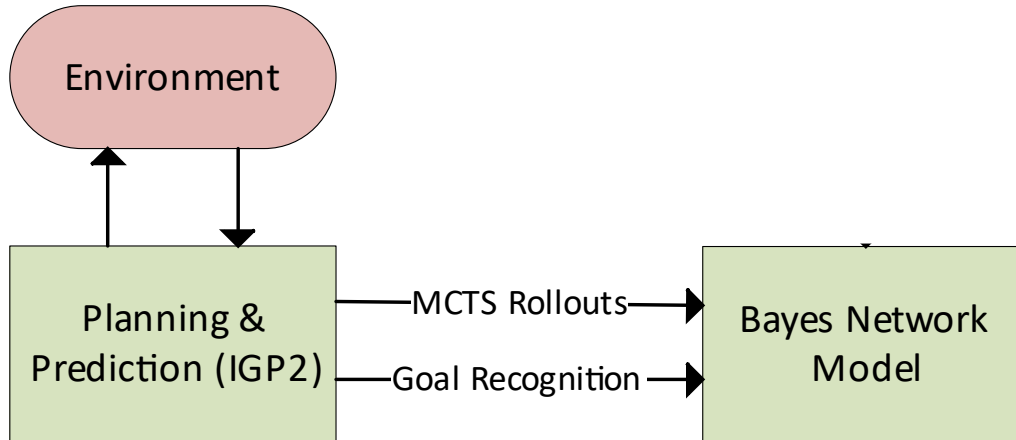 Environment
Planning &
Prediction (IGP2)
MCTS Rollouts
Goal Recognition
Bayes Network
Model